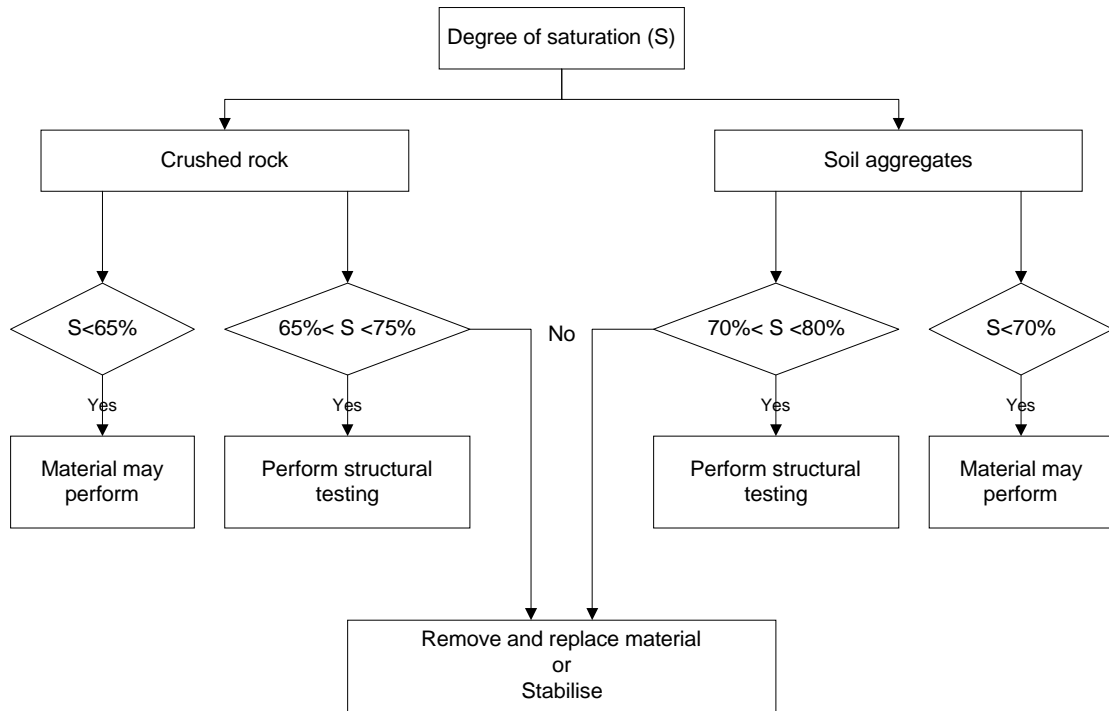 Degree of saturation (S)
Crushed rock
Soil aggregates
S<65%
65%< S <75%
No
70%< S <80%
S<70%
Yes
Yes
Yes
Yes
Material may
perform
Perform structural
testing
Perform structural
testing
Material may
perform
Remove and replace material
or
Stabilise